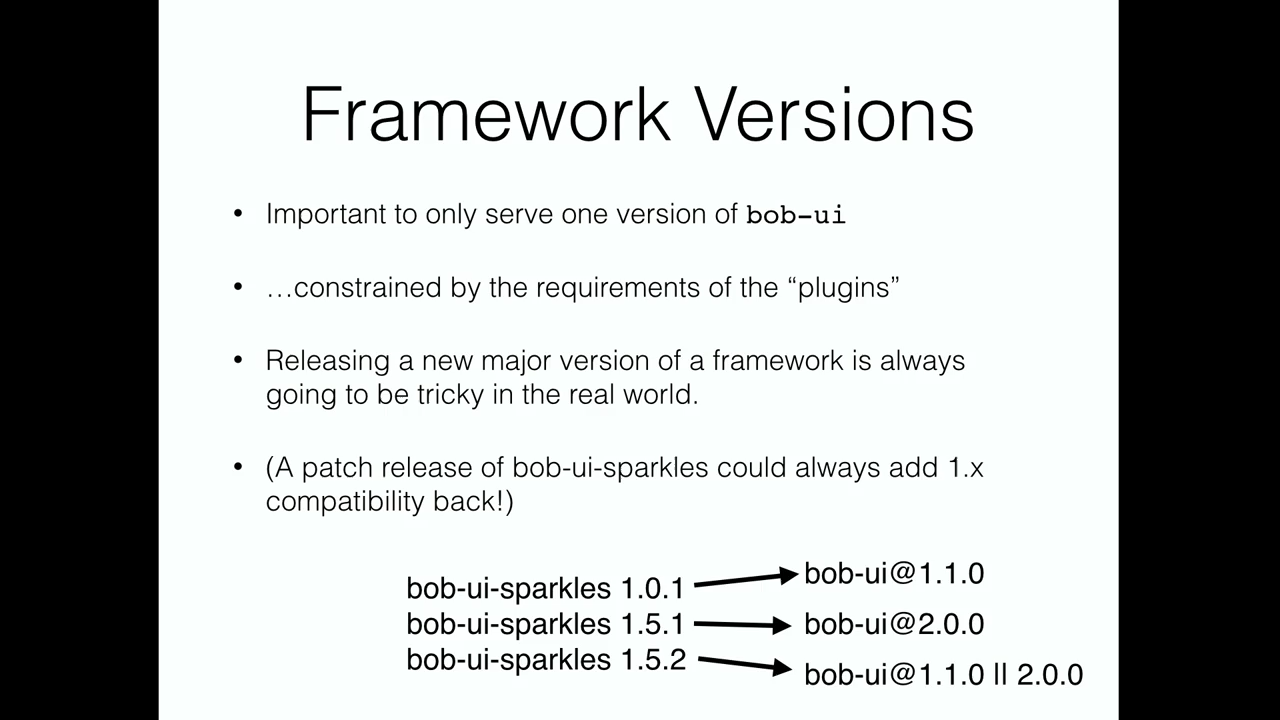 Framework Versions
• Important to only serve one version of bob-ui
• …constrained by the requirements of the “plugins”
• Releasing a new major version of a framework is always
going to be tricky in the real world.
• (A patch release of bob-ui-sparkles could always add 1.x
compatibility back!)
bob-ui-sparkles 1.0.1 bob-ui@1.1.0
bob-ui-sparkles 1.5.1 bob-ui@2.0.0
bob-ui-sparkles 1.5.2 bob-ui@1.1.0 || 2.0.0